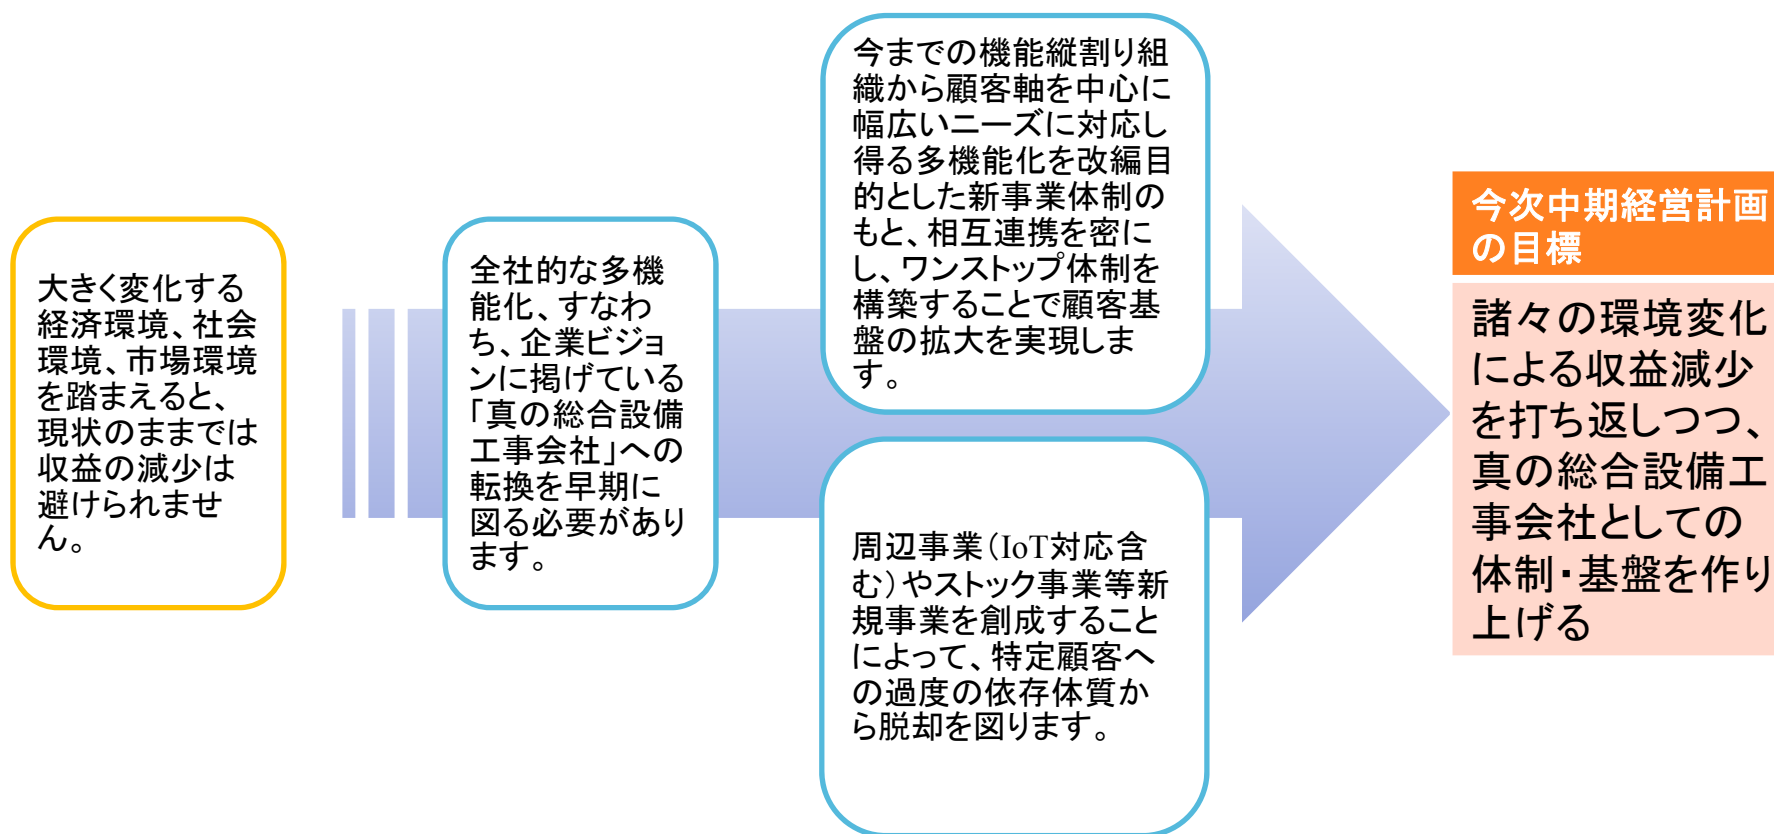 大きく変化する
経済環境、社会
環境、市場環境
を踏まえると、
現状のままでは
収益の減少は
避けられませ
ん。
全社的な多機
能化、すなわ
ち、企業ビジョ
ンに掲げている
「真の総合設備
工事会社」への
転換を早期に
図る必要があり
ます。
今までの機能縦割り組
織から顧客軸を中心に
幅広いニーズに対応し
得る多機能化を改編目
的とした新事業体制の
もと、相互連携を密に
し、ワンストップ体制を
構築することで顧客基
盤の拡大を実現しま
す。
周辺事業(IoT対応含
む)やストック事業等新
規事業を創成すること
によって、特定顧客へ
の過度の依存体質か
ら脱却を図ります。
今次中期経営計画
の目標
諸々の環境変化
による収益減少
を打ち返しつつ、
真の総合設備工
事会社としての
体制・基盤を作り
上げる